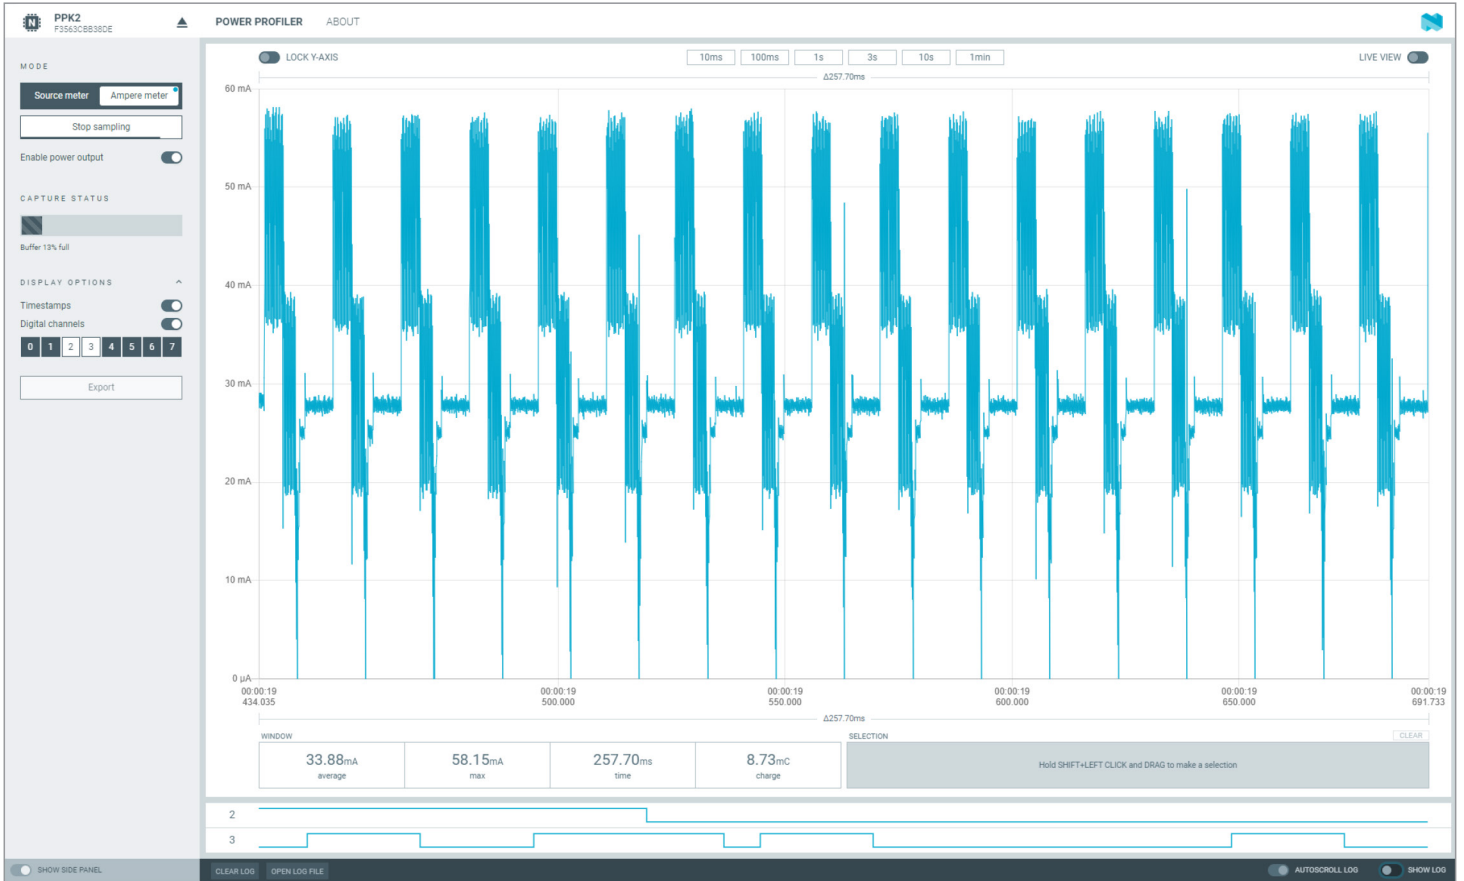 PPK2
F3563CBB38DE
POWER PROFILER
ABOUT
MODE
Source meter
Ampere meter
Stop sampling
Enable power output
CAPTURE STATUS
Buffer 13% full
DISPLAY OPTIONS
Timestamps
Digital channels
0 1 2 3 4 5 6 7
Export
SHOW SIDE PANEL
LOCK Y-AXIS
10ms 100ms 1s 3s 10s 1min
LIVE VIEW
Δ257.70ms
60 mA
50 mA
40 mA
30 mA
20 mA
10 mA
0 µA
00:00:19 00:00:19 00:00:19 00:00:19 00:00:19 00:00:19
434.035 500.000 550.000 600.000 650.000 691.733
Δ257.70ms
WINDOW
33.88mA 58.15mA 257.70ms 8.73mC
average max time charge
SELECTION
CLEAR
Hold SHIFT+LEFT CLICK and DRAG to make a selection
2
3
CLEAR LOG
OPEN LOG FILE
AUTOSCROLL LOG
SHOW LOG